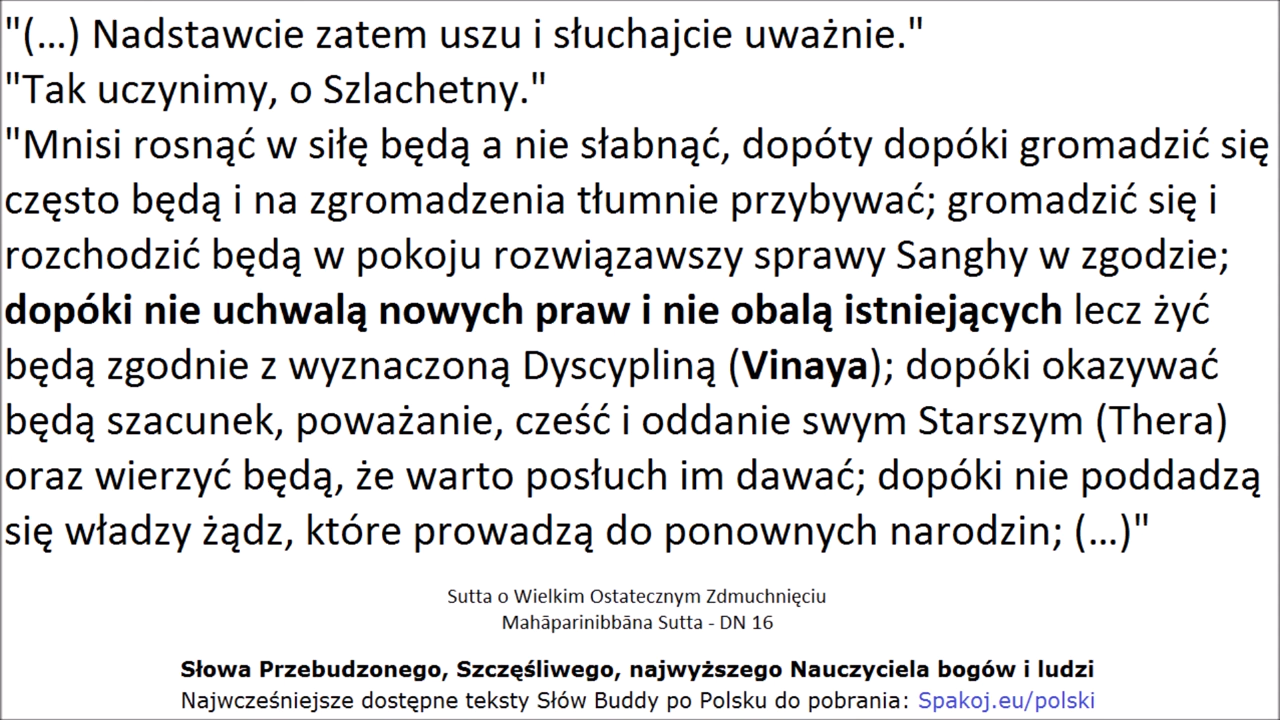 "(…) Nadstawcie zatem uszu i słuchajcie uważnie."
"Tak uczynimy, o Szlachetny."
"Mnisi rosnąć w siłę będą a nie słabnąć, dopóty dopóki gromadzić się
często będą i na zgromadzenia tłumnie przybywać; gromadzić się i
rozchodzić będą w pokoju rozwiązawszy sprawy Sanghy w zgodzie;
dopóki nie uchwalą nowych praw i nie obalą istniejących lecz żyć
będą zgodnie z wyznaczoną Dyscypliną (Vinaya); dopóki okazywać
będą szacunek, poważanie, cześć i oddanie swym Starszym (Thera)
oraz wierzyć będą, że warto posłuch im dawać; dopóki nie poddadzą
się władzy żądz, które prowadzą do ponownych narodzin; (…)"
Sutta o Wielkim Ostatecznym Zdmuchnięciu
Mahāparinibbāna Sutta - DN 16
Słowa Przebudzonego, Szczęśliwego, najwyższego Nauczyciela bogów i ludzi
Najwcześniejsze dostępne teksty Słów Buddy po Polsku do pobrania: Spakoj.eu/polski